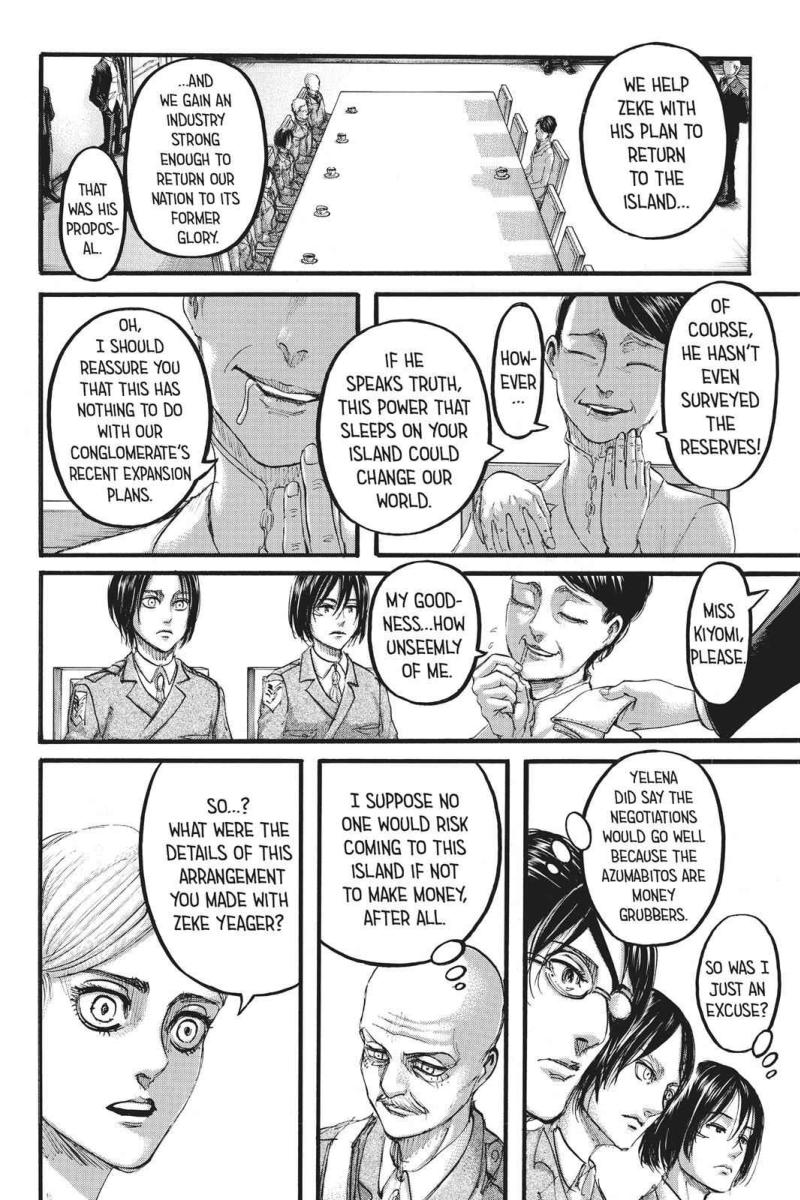 WE HELP
ZEKE WITH
HIS PLAN TO
RETURN
TO THE
ISLAND...
...AND
WE GAIN AN
INDUSTRY
STRONG
ENOUGH TO
RETURN OUR
NATION TO ITS
FORMER
GLORY.
THAT
WAS HIS
PROPOS-
AL.
OF
COURSE,
HE HASN'T
EVEN
SURVEYED
THE
RESERVES!
HOW-
EVER
...
IF HE
SPEAKS TRUTH,
THIS POWER THAT
SLEEPS ON YOUR
ISLAND COULD
CHANGE OUR
WORLD.
OH,
I SHOULD
REASSURE YOU
THAT THIS HAS
NOTHING TO DO
WITH OUR
CONGLOMERATE'S
RECENT EXPANSION
PLANS.
MISS
KIYOMI,
PLEASE.
MY GOOD-
NESS...HOW
UNSEEMLY
OF ME.
YELENA
DID SAY THE
NEGOTIATIONS
WOULD GO WELL
BECAUSE THE
AZUMABITOS ARE
MONEY
GRUBBERS.
SO WAS I
JUST AN
EXCUSE?
I SUPPOSE NO
ONE WOULD RISK
COMING TO THIS
ISLAND IF NOT
TO MAKE MONEY,
AFTER ALL.
SO...?
WHAT WERE THE
DETAILS OF THIS
ARRANGEMENT
YOU MADE WITH
ZEKE YEAGER?